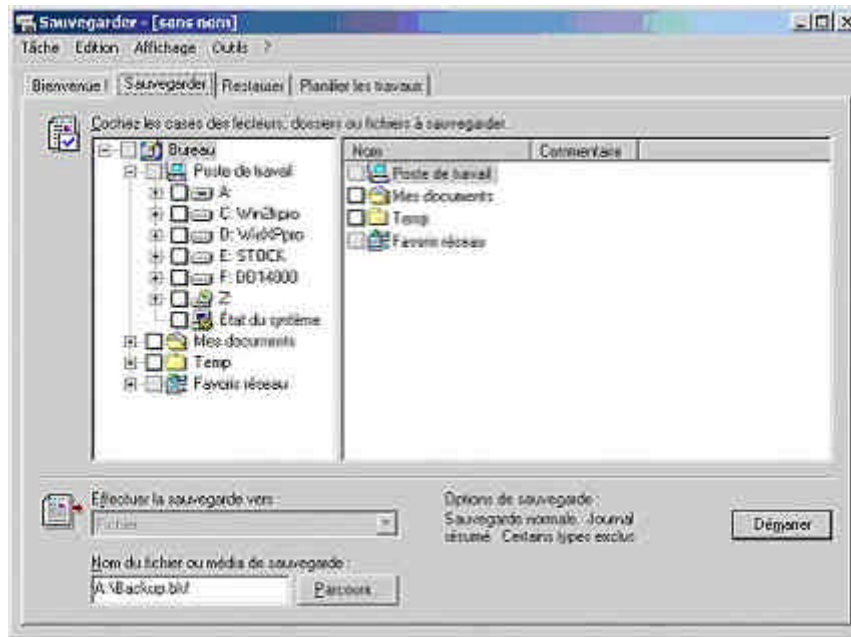 Sauvegarder - [sans nom]
Tâche Edition Affichage Outils ?
Bienvenue ! Sauvegarder Restaurer Planifier les travaux
Cochez les cases des lecteurs, dossiers ou fichiers à sauvegarder.
Bureau
Poste de travail
A:
C: Win2kpro
D: WinXPpro
E: STOCK
F: DD14000
Z:
État du système
Mes documents
Temp
Favoris réseau
Nom Commentaire
Poste de travail
Mes documents
Temp
Favoris réseau
Effectuer la sauvegarde vers :
Fichier
Nom du fichier ou média de sauvegarde :
A:\Backup.bkf
Parcourir...
Options de sauvegarde :
Sauvegarde normale. Journal
résumé. Certains types exclus
Démarrer